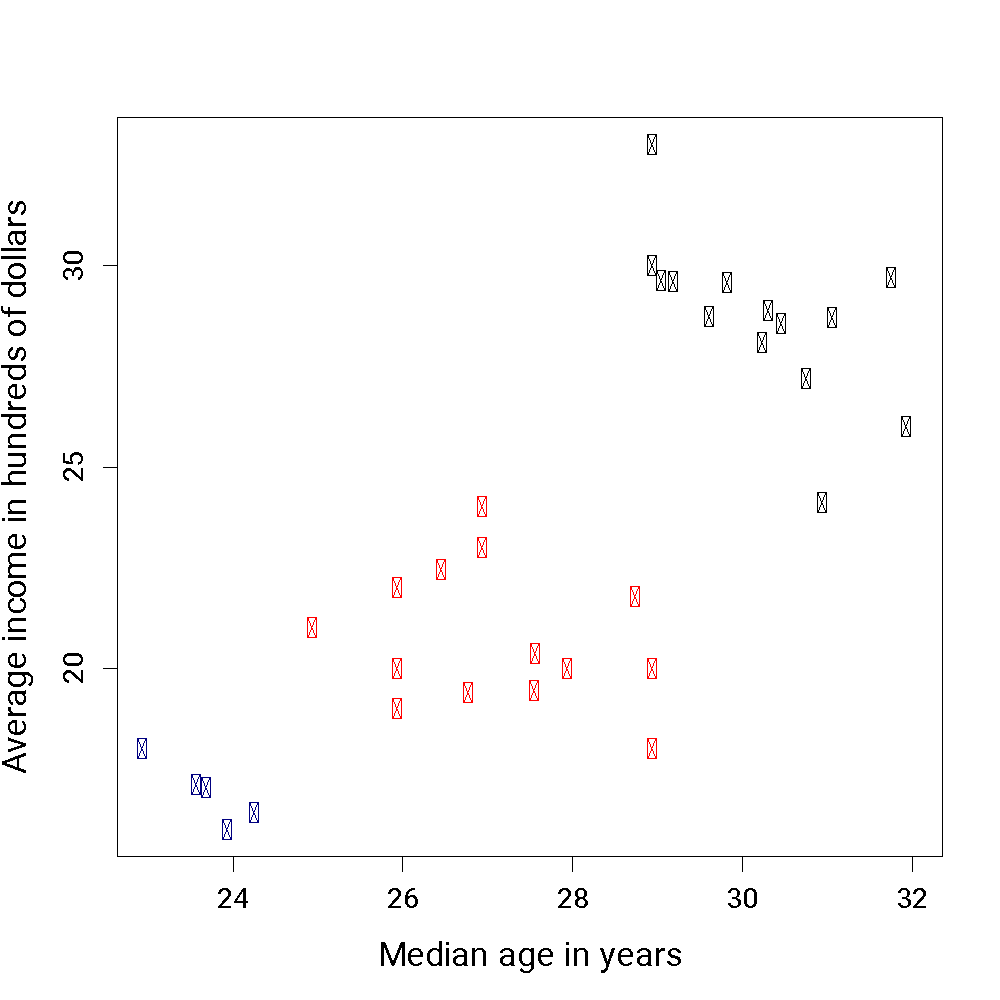 Average income in hundreds of dollars
30
25
20
24 26 28 30 32
Median age in years